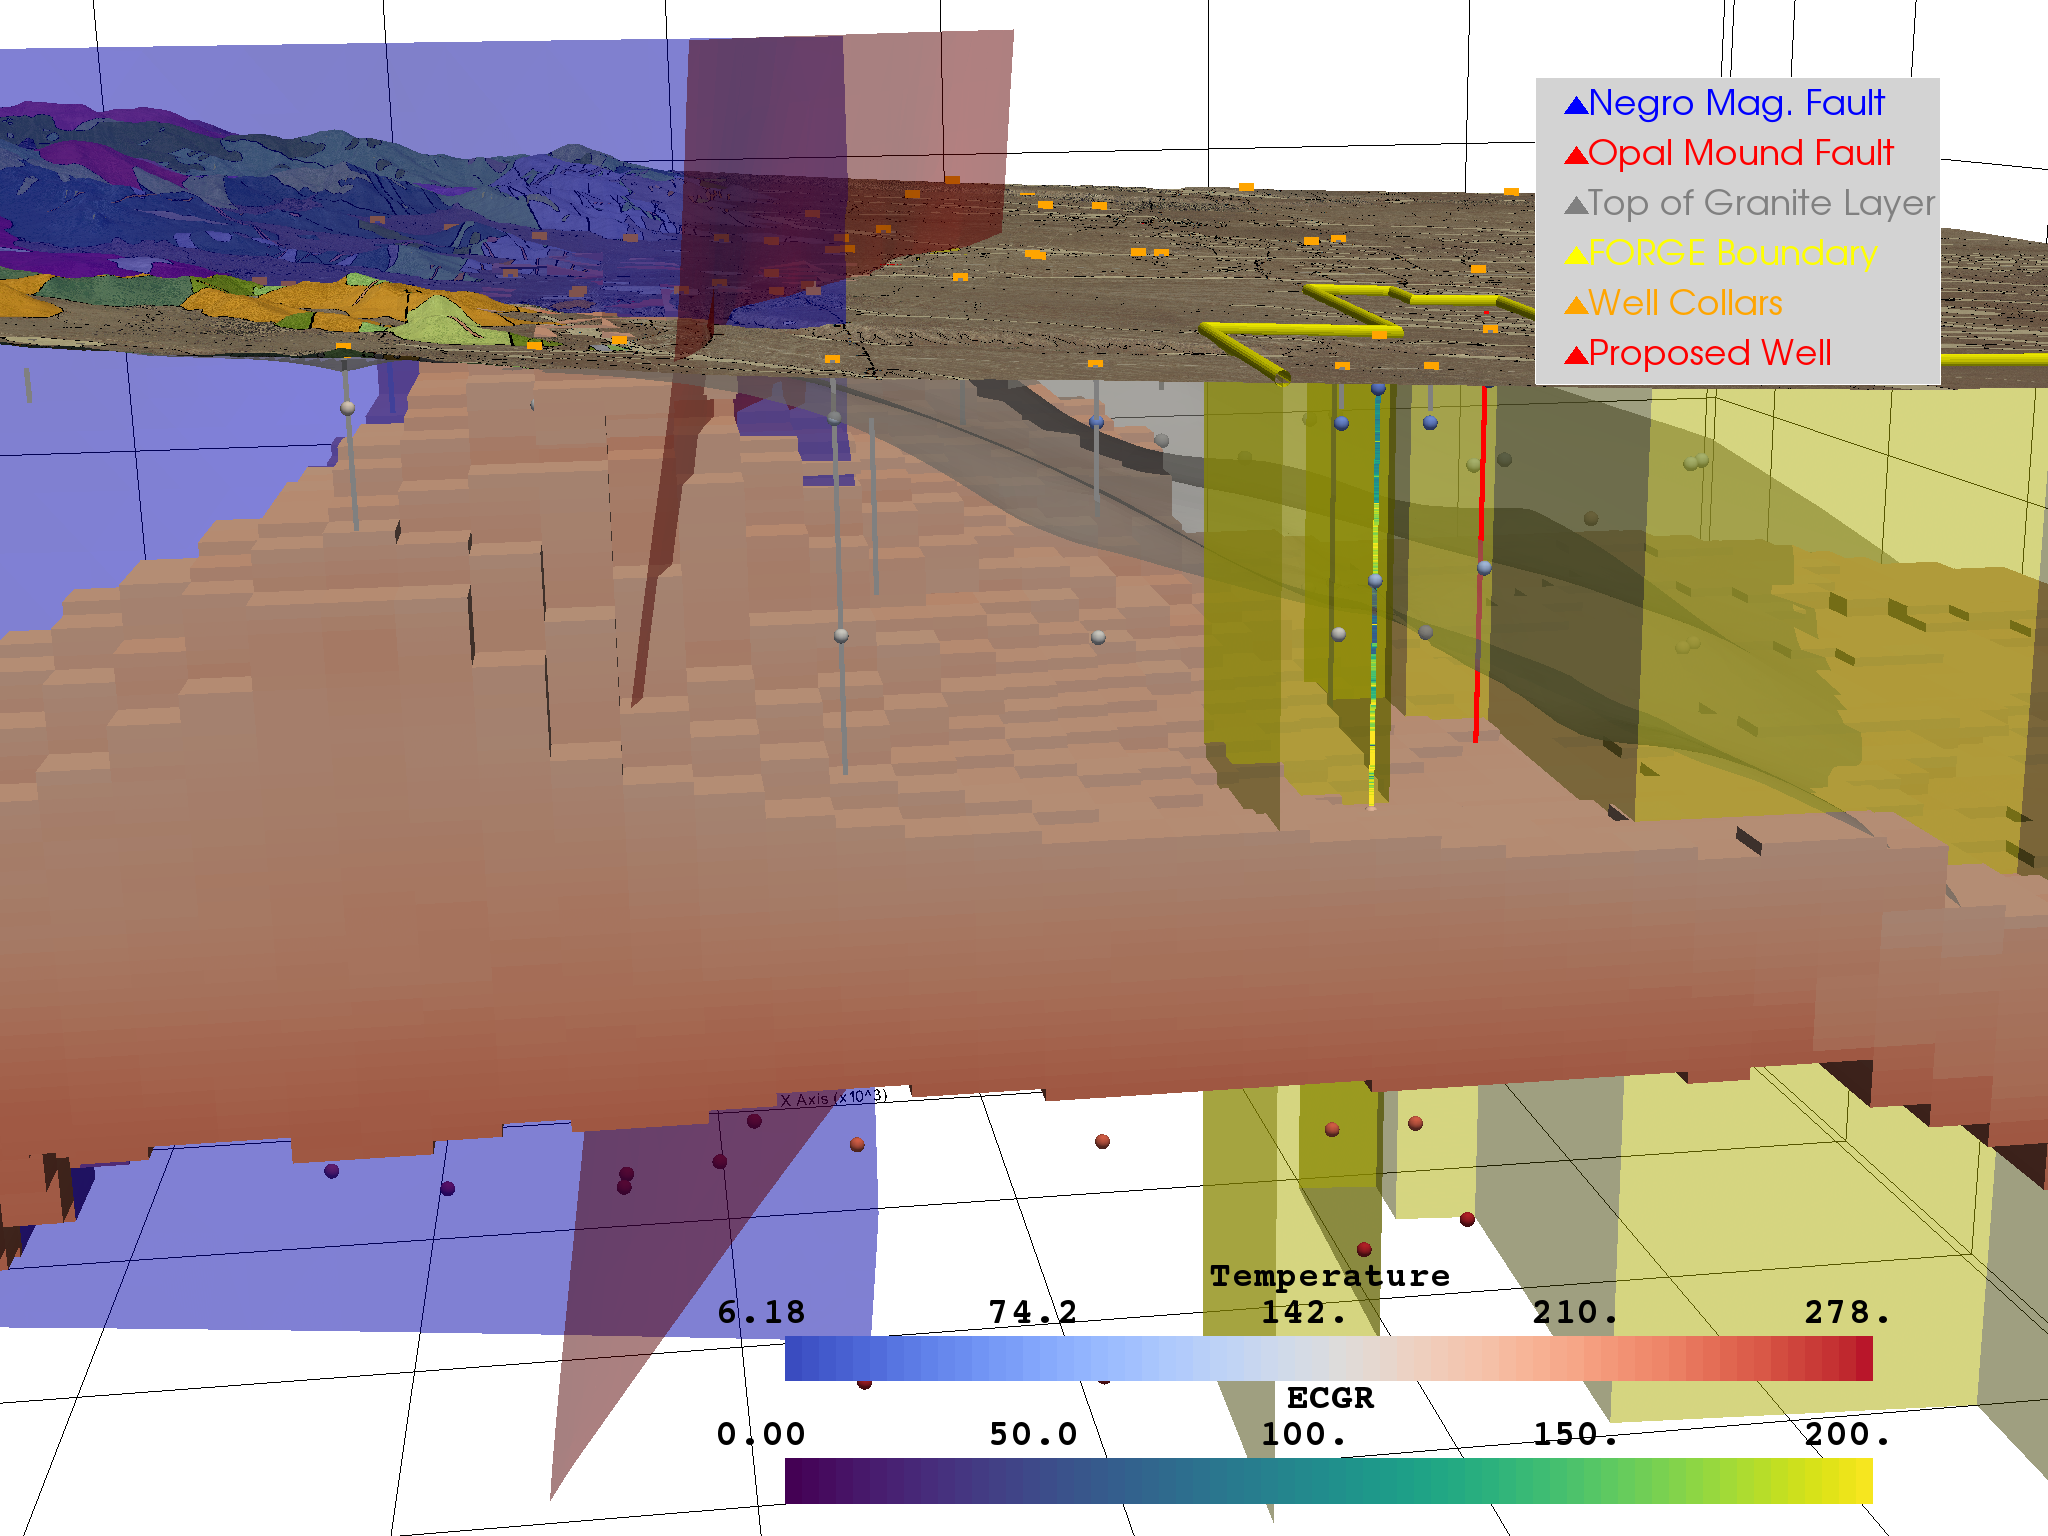 Negro Mag. Fault
Opal Mound Fault
Top of Granite Layer
FORGE Boundary
Well Collars
Proposed Well
X Axis (x10^3)
Temperature
6.18 74.2 142. 210. 278.
ECGR
0.00 50.0 100. 150. 200.